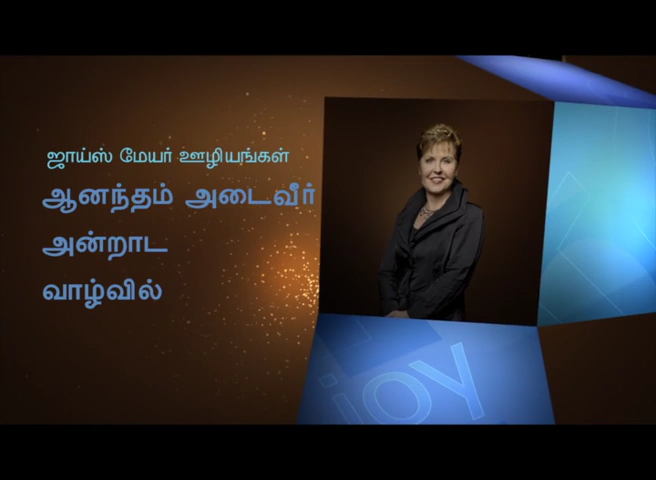 ஜாய்ஸ் மேயர் ஊழியங்கள்
ஆனந்தம் அடைவீர்
அன்றாட
வாழ்வில்
joy